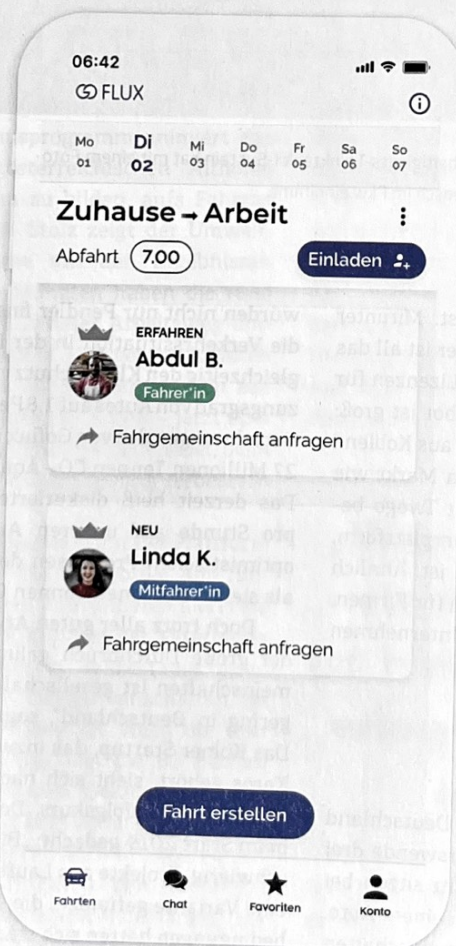 06:42
FLUX
Mo Di Mi Do Fr Sa So
01 02 03 04 05 06 07
Zuhause → Arbeit
Abfahrt 7.00 Einladen
ERFAHREN
Abdul B.
Fahrer*in
Fahrgemeinschaft anfragen
NEU
Linda K.
Mitfahrer*in
Fahrgemeinschaft anfragen
Fahrt erstellen
Fahrten Chat Favoriten Konto